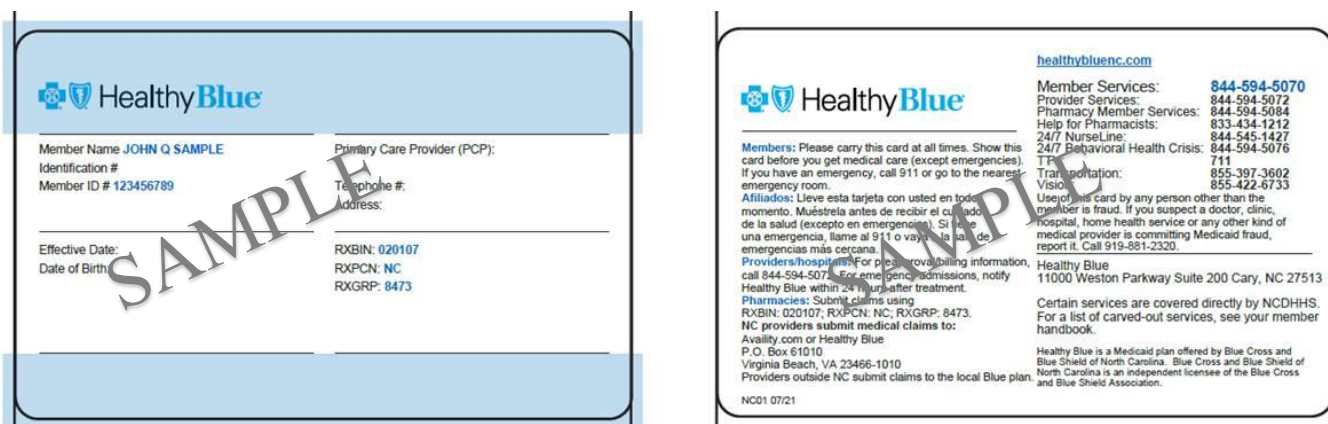 HealthyBlue
Member Name JOHN Q SAMPLE
Identification #
Member ID # 123456789
Primary Care Provider (PCP):
Telephone #:
Address:
Effective Date:
Date of Birth:
RXBIN: 020107
RXPCN: NC
RXGRP: 8473
SAMPLE
HealthyBlue
Members: Please carry this card at all times. Show this
card before you get medical care (except emergencies).
If you have an emergency, call 911 or go to the nearest
emergency room.
Afiliados: Lleve esta tarjeta con usted en todo
momento. Muéstrela antes de recibir el cuidado
de la salud (excepto en emergencias). Si tiene
una emergencia, llame al 911 o vaya a la sala de
emergencias más cercana.
Providers/hospitals: For preapproval/billing information,
call 844-594-5072. For emergency admissions, notify
Healthy Blue within 24 hours after treatment.
Pharmacies: Submit claims using
RXBIN: 020107; RXPCN: NC; RXGRP: 8473.
NC providers submit medical claims to:
Availity.com or Healthy Blue
P.O. Box 61010
Virginia Beach, VA 23466-1010
Providers outside NC submit claims to the local Blue plan.
NC01 07/21
healthybluenc.com
Member Services: 844-594-5070
Provider Services: 844-594-5072
Pharmacy Member Services: 844-594-5084
Help for Pharmacists: 833-434-1212
24/7 NurseLine: 844-545-1427
24/7 Behavioral Health Crisis: 844-594-5076
711
Transportation: 855-397-3602
Vision: 855-422-6733
Use of this card by any person other than the
member is fraud. If you suspect a doctor, clinic,
hospital, home health service or any other kind of
medical provider is committing Medicaid fraud,
report it. Call 919-881-2320.
Healthy Blue
11000 Weston Parkway Suite 200 Cary, NC 27513
Certain services are covered directly by NCDHHS.
For a list of carved-out services, see your member
handbook.
Healthy Blue is a Medicaid plan offered by Blue Cross and
Blue Shield of North Carolina. Blue Cross and Blue Shield of
North Carolina is an independent licensee of the Blue Cross
and Blue Shield Association.
SAMPLE